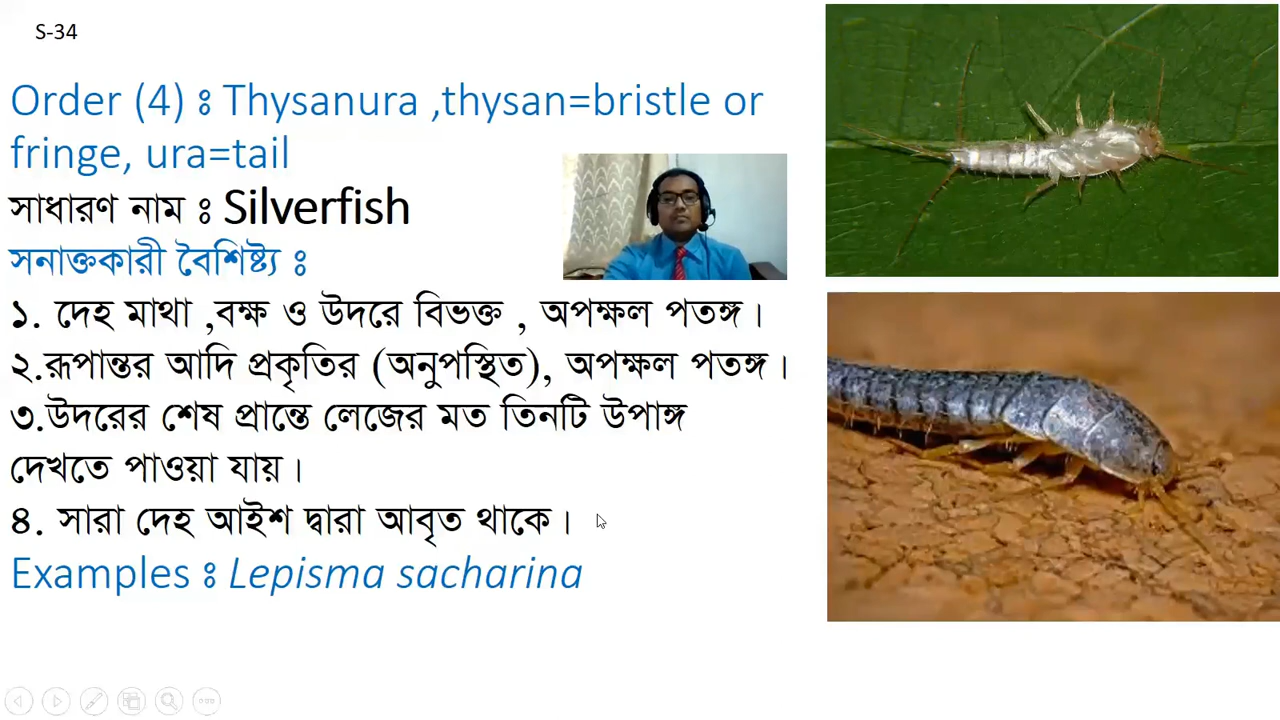 S-34
Order (4) ঃ Thysanura ,thysan=bristle or
fringe, ura=tail
সাধারণ নাম ঃ Silverfish
সনাক্তকারী বৈশিষ্ট্য ঃ
১. দেহ মাথা ,বক্ষ ও উদরে বিভক্ত , অপক্ষল পতঙ্গ।
২.রূপান্তর আদি প্রকৃতির (অনুপস্থিত), অপক্ষল পতঙ্গ।
৩.উদরের শেষ প্রান্তে লেজের মত তিনটি উপাঙ্গ
দেখতে পাওয়া যায়।
৪. সারা দেহ আইশ দ্বারা আবৃত থাকে।
Examples ঃ Lepisma sacharina